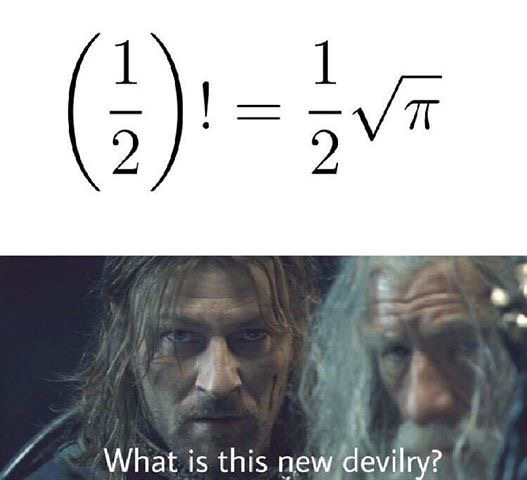 (1/2)! = 1/2 √π
What is this new devilry?